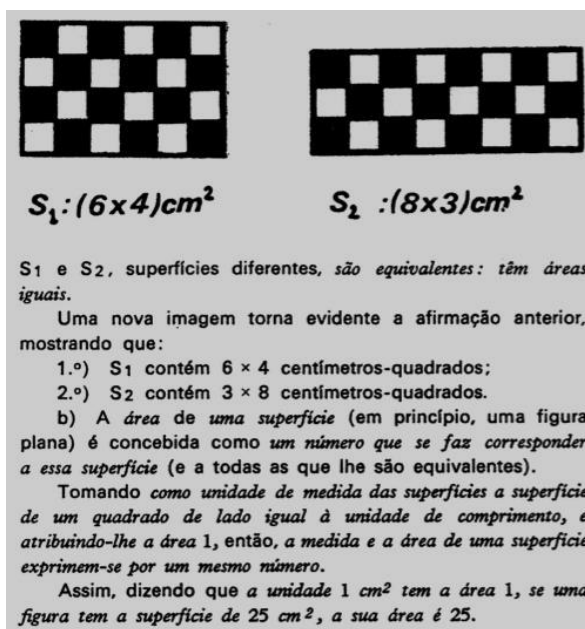 S1:(6x4)cm²
S2 :(8x3)cm²
S1 e S2, superfícies diferentes, são equivalentes: têm áreas
iguais.
Uma nova imagem torna evidente a afirmação anterior,
mostrando que:
1.º) S1 contém 6 × 4 centímetros-quadrados;
2.º) S2 contém 3 × 8 centímetros-quadrados.
b) A área de uma superfície (em princípio, uma figura
plana) é concebida como um número que se faz corresponder
a essa superfície (e a todas as que lhe são equivalentes).
Tomando como unidade de medida das superfícies a superfície
de um quadrado de lado igual à unidade de comprimento, e
atribuindo-lhe a área 1, então, a medida e a área de uma superfície
exprimem-se por um mesmo número.
Assim, dizendo que a unidade 1 cm² tem a área 1, se uma
figura tem a superfície de 25 cm², a sua área é 25.